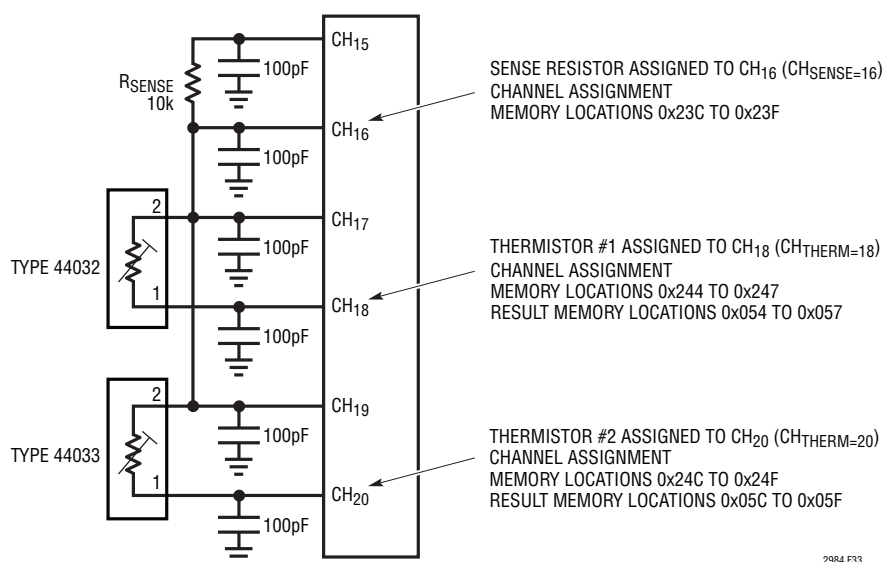 CH15
100pF
RSENSE
10k
SENSE RESISTOR ASSIGNED TO CH16 (CHSENSE=16)
CHANNEL ASSIGNMENT
MEMORY LOCATIONS 0x23C TO 0x23F
CH16
100pF
2
CH17
100pF
TYPE 44032
THERMISTOR #1 ASSIGNED TO CH18 (CHTHERM=18)
CHANNEL ASSIGNMENT
MEMORY LOCATIONS 0x244 TO 0x247
RESULT MEMORY LOCATIONS 0x054 TO 0x057
1
CH18
100pF
2
CH19
100pF
TYPE 44033
THERMISTOR #2 ASSIGNED TO CH20 (CHTHERM=20)
CHANNEL ASSIGNMENT
MEMORY LOCATIONS 0x24C TO 0x24F
RESULT MEMORY LOCATIONS 0x05C TO 0x05F
1
CH20
100pF
2984 F33